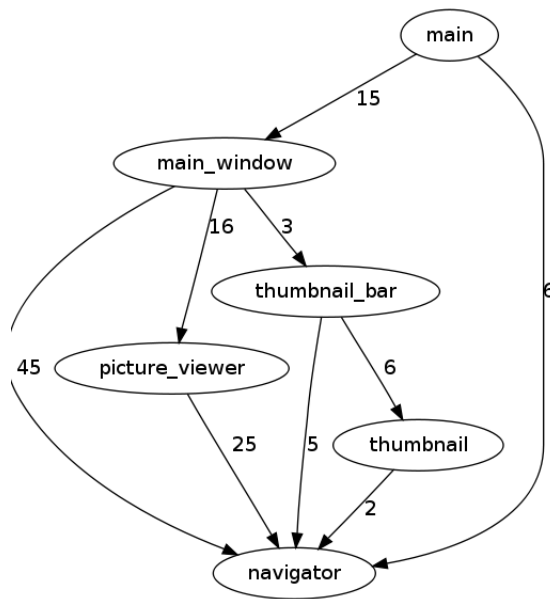 main
15
main_window
16
3
6
thumbnail_bar
45
picture_viewer
6
25
5
thumbnail
2
navigator